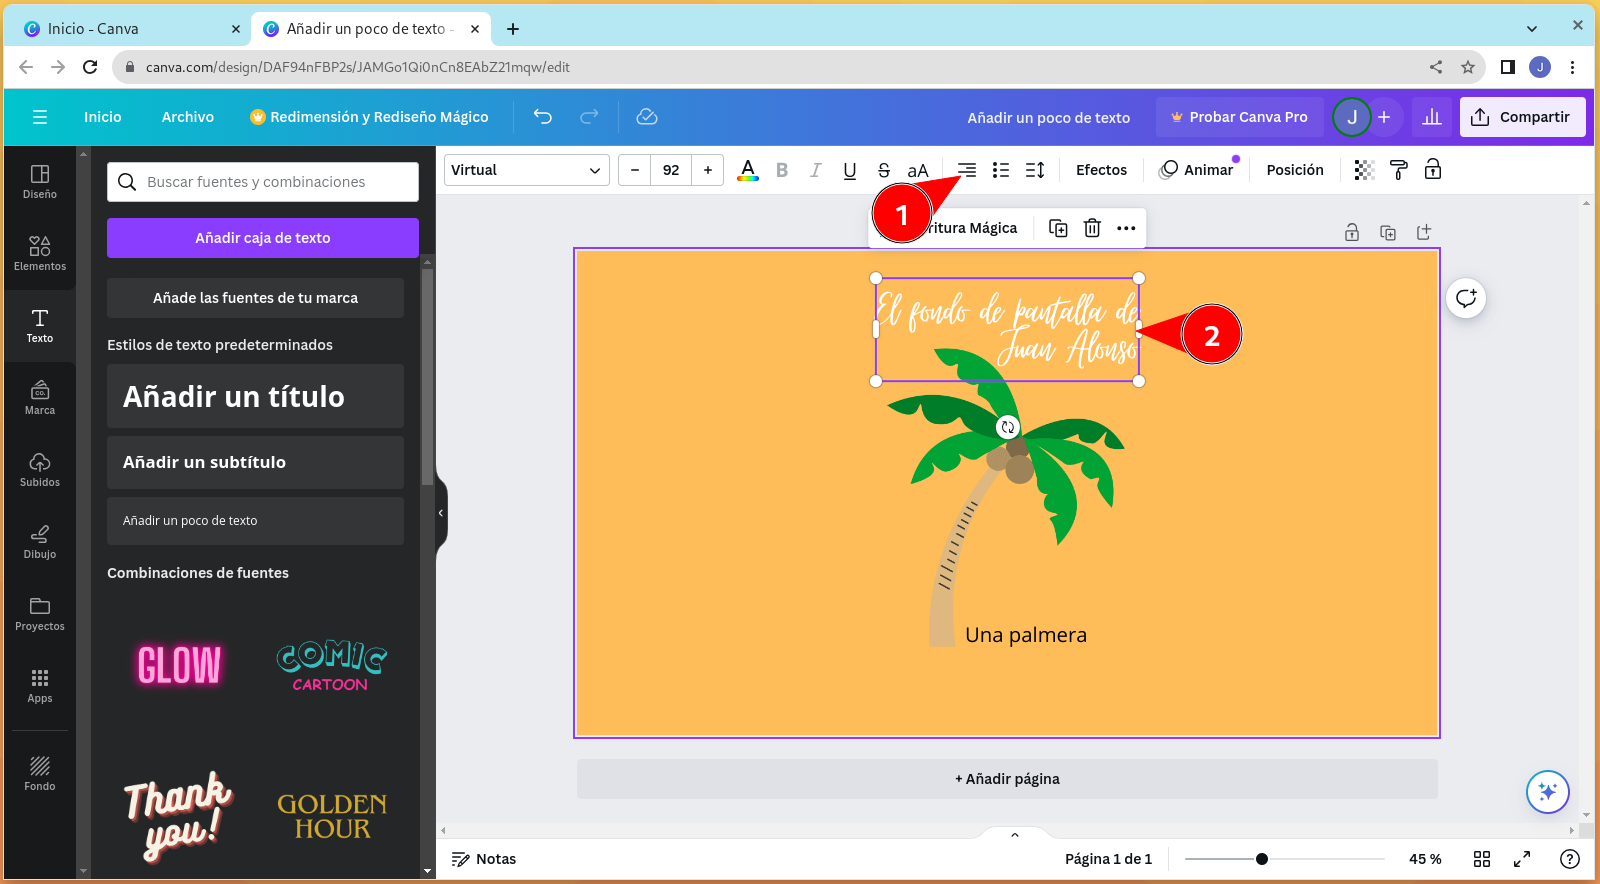 Inicio - Canva
Añadir un poco de texto -
canva.com/design/DAF94nFBP2s/JAMGo1Qi0nCn8EAbZ21mqw/edit
J
Inicio
Archivo
Redimensión y Rediseño Mágico
Añadir un poco de texto
Probar Canva Pro
J
Compartir
Diseño
Elementos
Texto
Marca
Subidos
Dibujo
Proyectos
Apps
Fondo
Buscar fuentes y combinaciones
Añadir caja de texto
Añade las fuentes de tu marca
Estilos de texto predeterminados
Añadir un título
Añadir un subtítulo
Añadir un poco de texto
Combinaciones de fuentes
GLOW
COMIC
CARTOON
Thank
you!
GOLDEN
HOUR
Virtual
– 92 +
A B I U S aA
Efectos
Animar
Posición
1
ritura Mágica
El fondo de pantalla de
Juan Alonso
2
Una palmera
+ Añadir página
Notas
Página 1 de 1
45 %